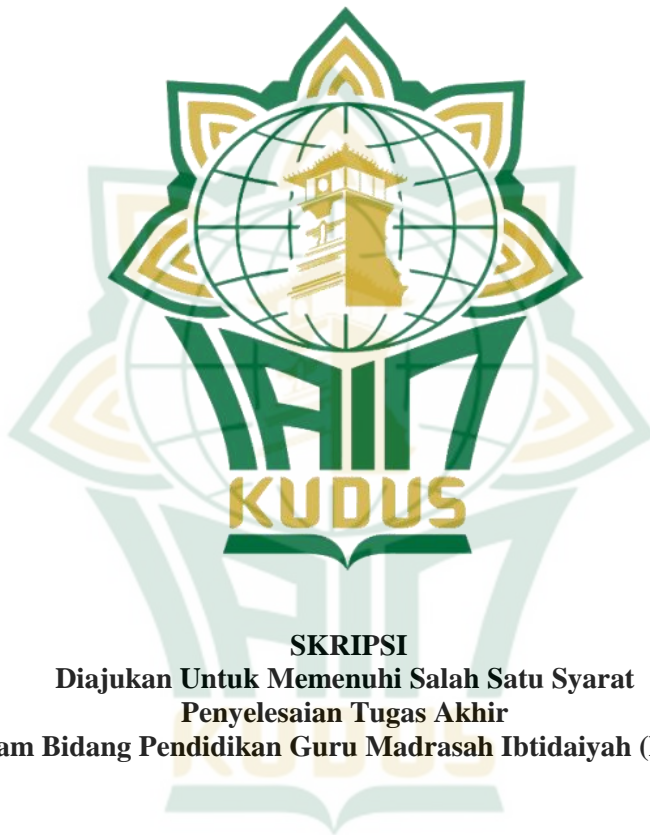 IAIN
KUDUS
SKRIPSI
Diajukan Untuk Memenuhi Salah Satu Syarat
Penyelesaian Tugas Akhir
Bidang Pendidikan Guru Madrasah Ibtidaiyah